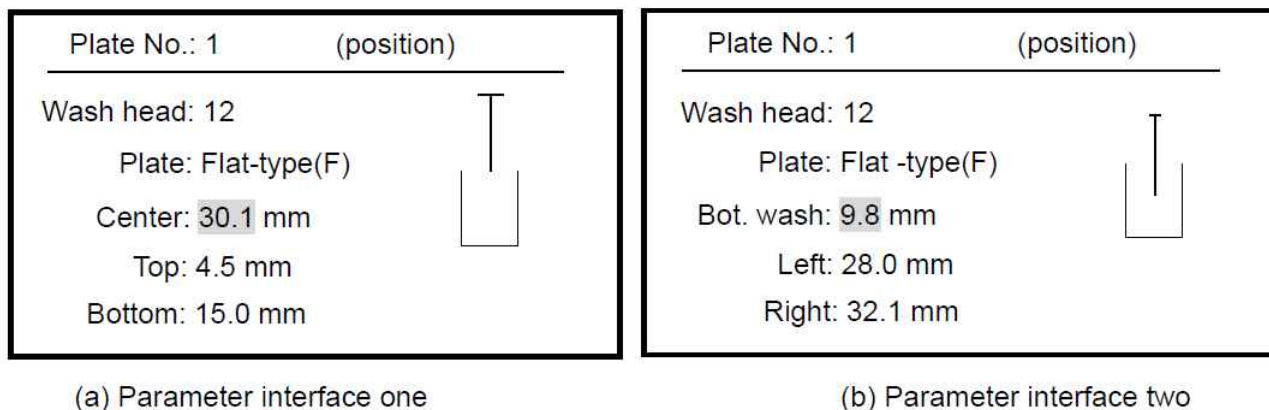 Plate No.: 1 (position)
Wash head: 12
Plate: Flat-type(F)
Center: 30.1 mm
Top: 4.5 mm
Bottom: 15.0 mm
(a) Parameter interface one
Plate No.: 1 (position)
Wash head: 12
Plate: Flat -type(F)
Bot. wash: 9.8 mm
Left: 28.0 mm
Right: 32.1 mm
(b) Parameter interface two